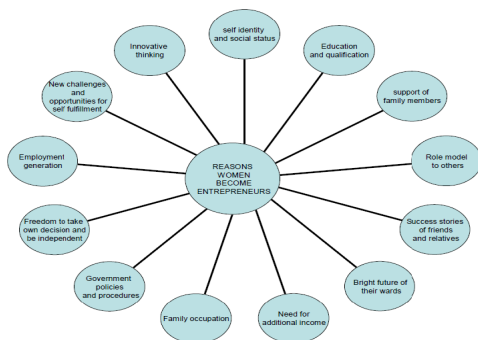 self identity
and social status
Education
and qualification
support of
family members
Role model
to others
Success stories
of friends
and relatives
Bright future of
their wards
Need for
additional income
Family occupation
Government
policies
and procedures
Freedom to take
own decision and
be independent
Employment
generation
New challenges
and
opportunities for
self fulfillment
Innovative
thinking
REASONS
WOMEN
BECOME
ENTREPRENEURS